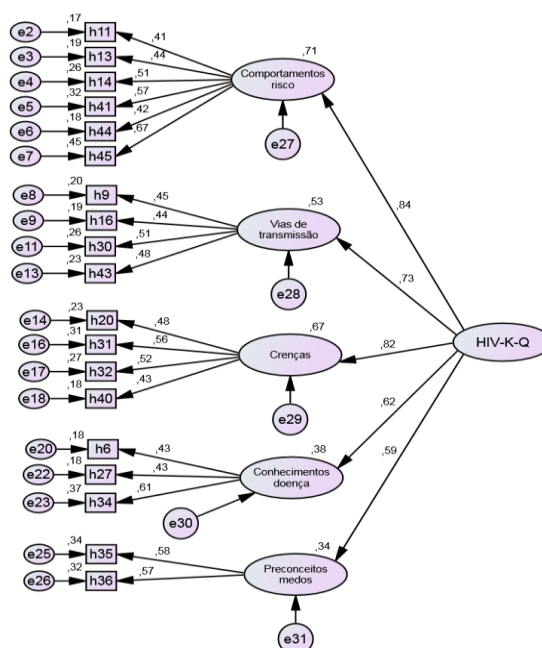 ,17
e2 h11 ,41
,19
e3 h13 ,44
,26
e4 h14 ,51
,32
e5 h41 ,57
,18
e6 h44 ,42
,45
e7 h45 ,67
,71
Comportamentos
risco
e27
,84
,20
e8 h9 ,45
,19
e9 h16 ,44
,26
e11 h30 ,51
,23
e13 h43 ,48
,53
Vias de
transmissão
e28
,73
,23
e14 h20 ,48
,31
e16 h31 ,56
,27
e17 h32 ,52
,18
e18 h40 ,43
,67
Crenças
e29
,82
HIV-K-Q
,18
e20 h6 ,43
,18
e22 h27 ,43
,37
e23 h34 ,61
,38
Conhecimentos
doença
e30
,62
,34
e25 h35 ,58
,32
e26 h36 ,57
,34
Preconceitos
medos
e31
,59